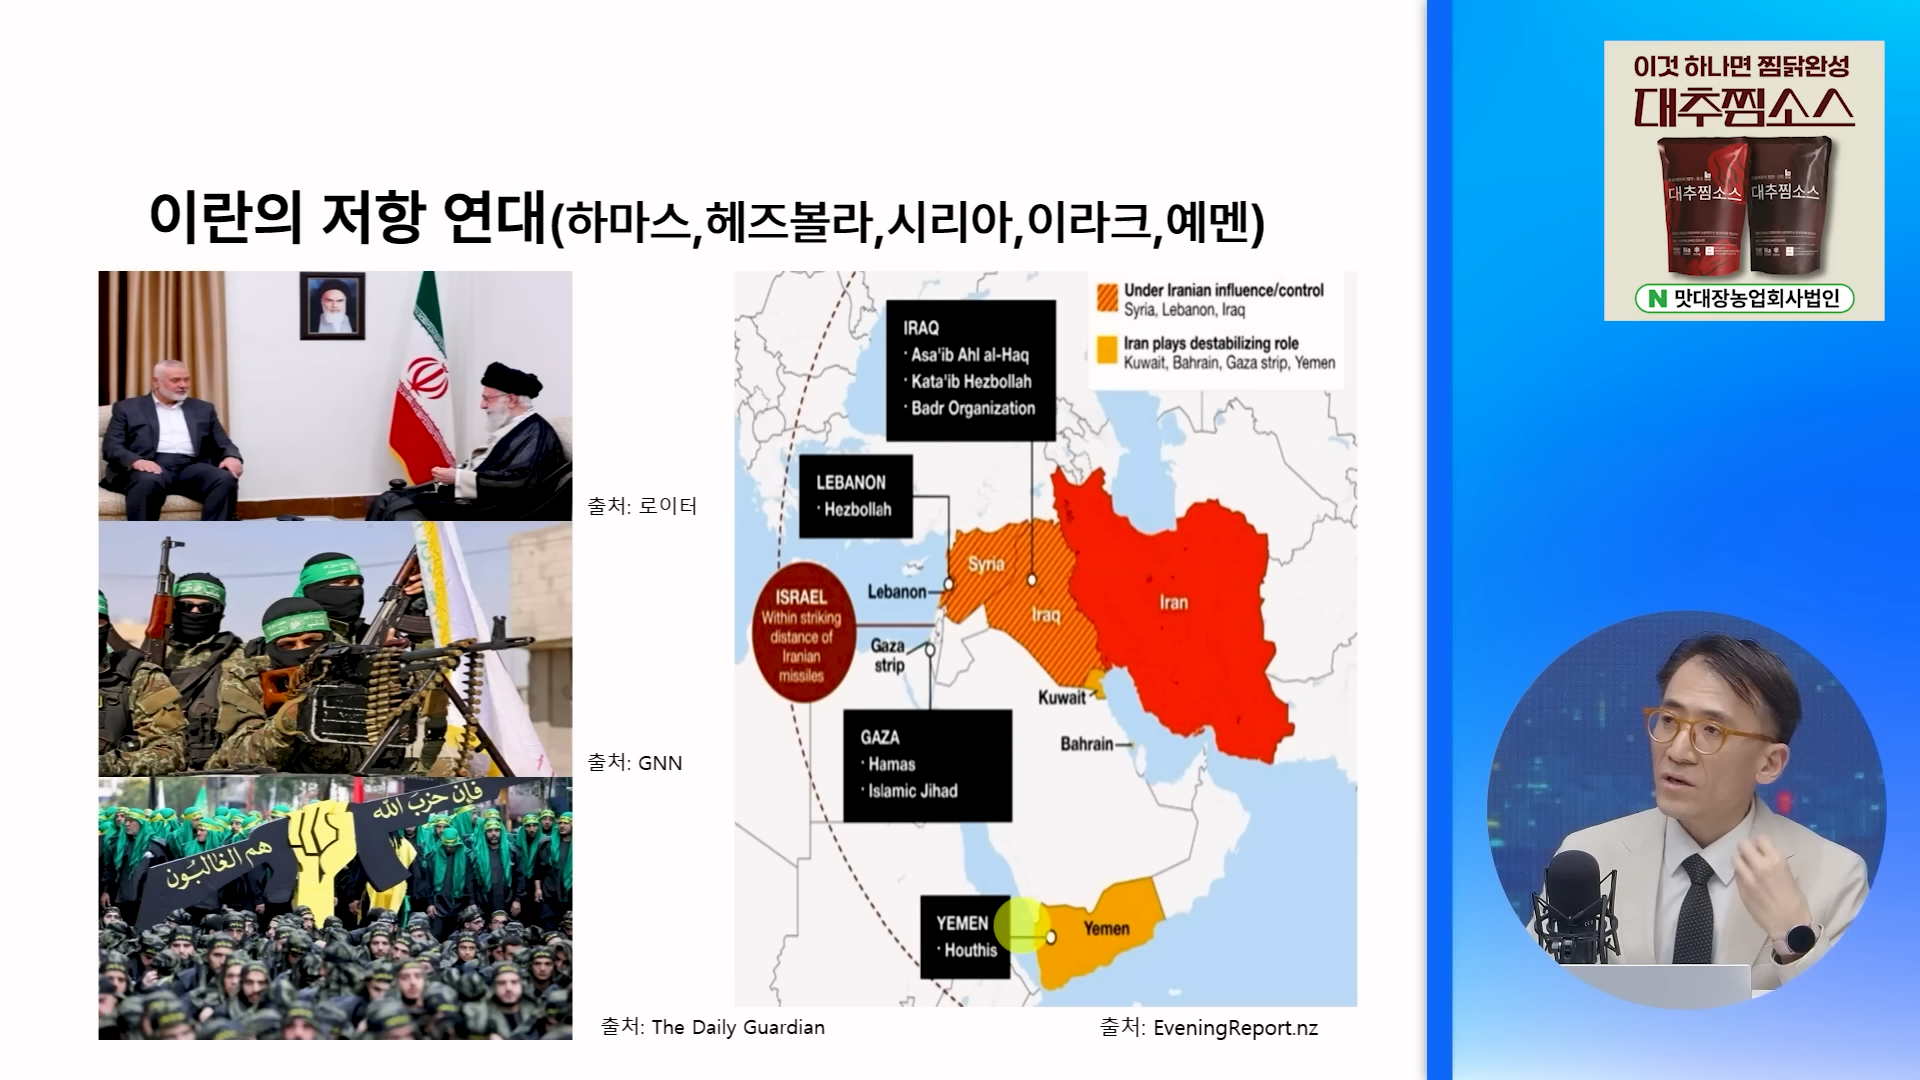 이란의 저항 연대(하마스,헤즈볼라,시리아,이라크,예멘)
출처: 로이터
출처: GNN
فإن حزب الله
هم الغالبون
출처: The Daily Guardian
Under Iranian influence/control
Syria, Lebanon, Iraq
Iran plays destabilizing role
Kuwait, Bahrain, Gaza strip, Yemen
IRAQ
· Asa'ib Ahl al-Haq
· Kata'ib Hezbollah
· Badr Organization
LEBANON
· Hezbollah
Syria
Lebanon
ISRAEL
Within striking
distance of
Iranian
missiles
Iraq
Iran
Gaza
strip
Kuwait
Bahrain
GAZA
· Hamas
· Islamic Jihad
YEMEN
· Houthis
Yemen
출처: EveningReport.nz
이것 하나면 찜닭완성
대추찜소스
대추찜소스
대추찜소스
N 맛대장농업회사법인